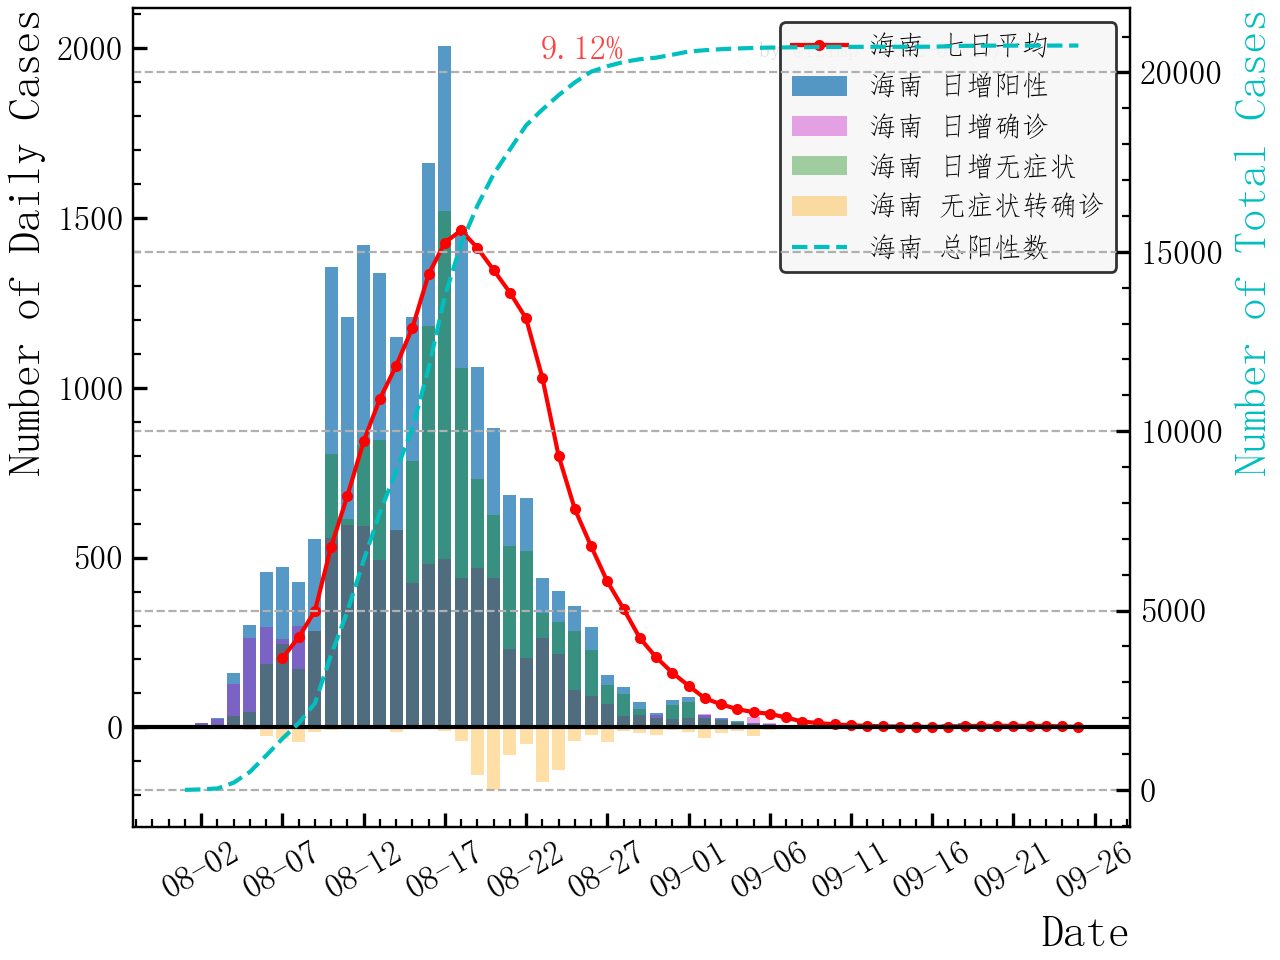 Number of Daily Cases
2000
1500
1000
500
0
9.12%
海南 七日平均
海南 日增阳性
海南 日增确诊
海南 日增无症状
海南 无症状转确诊
海南 总阳性数
20000
15000
10000
5000
0
Number of Total Cases
08-02
08-07
08-12
08-17
08-22
08-27
09-01
09-06
09-11
09-16
09-21
09-26
Date